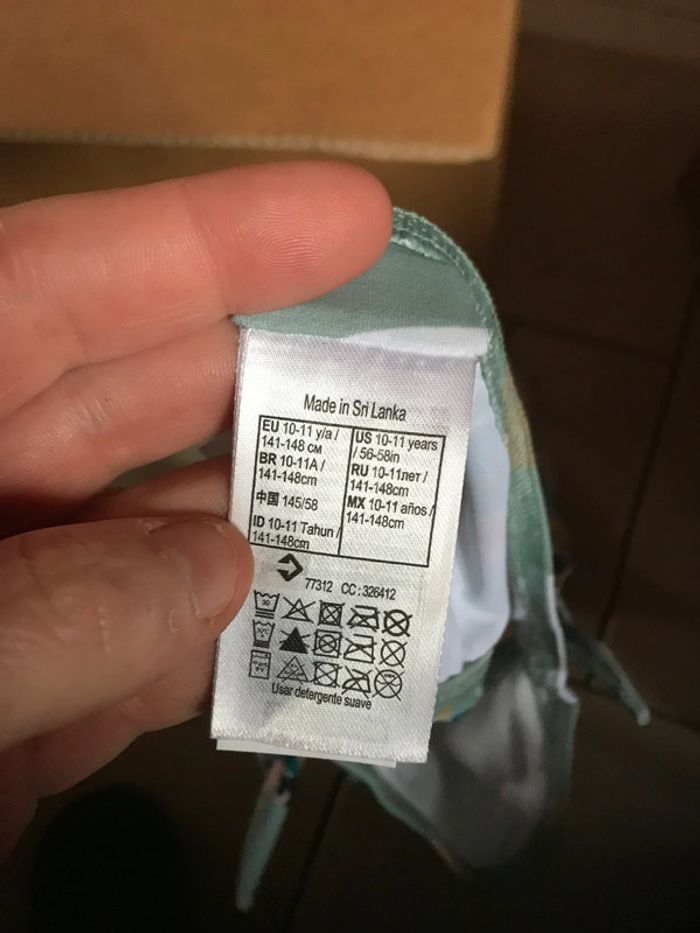 Made in Sri Lanka
EU 10-11 y/a /
141-148 CM
BR 10-11A /
141-148cm
中国 145/58
ID 10-11 Tahun /
141-148cm
US 10-11 years
/ 56-58in
RU 10-11лет /
141-148cm
MX 10-11 años /
141-148cm
77312 CC:326412
Usar detergente suave